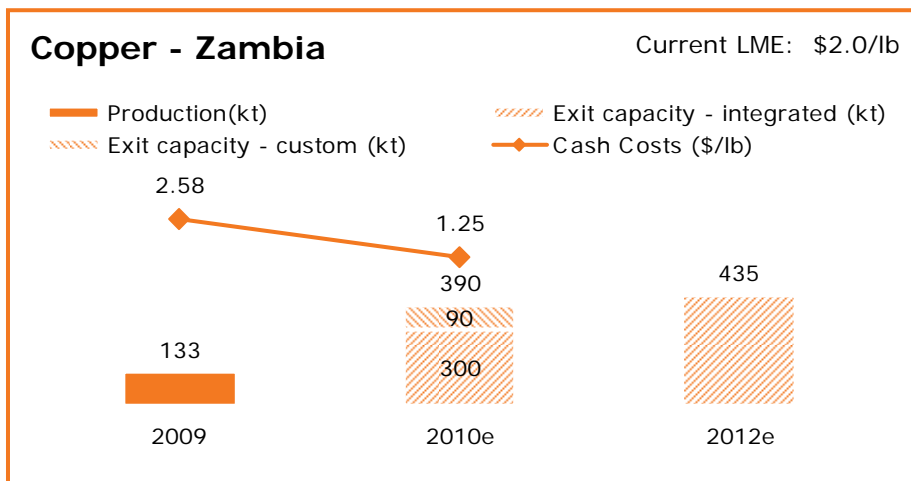 Copper - Zambia
Current LME: $2.0/lb
Production(kt)
Exit capacity - integrated (kt)
Exit capacity - custom (kt)
Cash Costs ($/lb)
2.58
1.25
390
435
90
133
300
2009
2010e
2012e